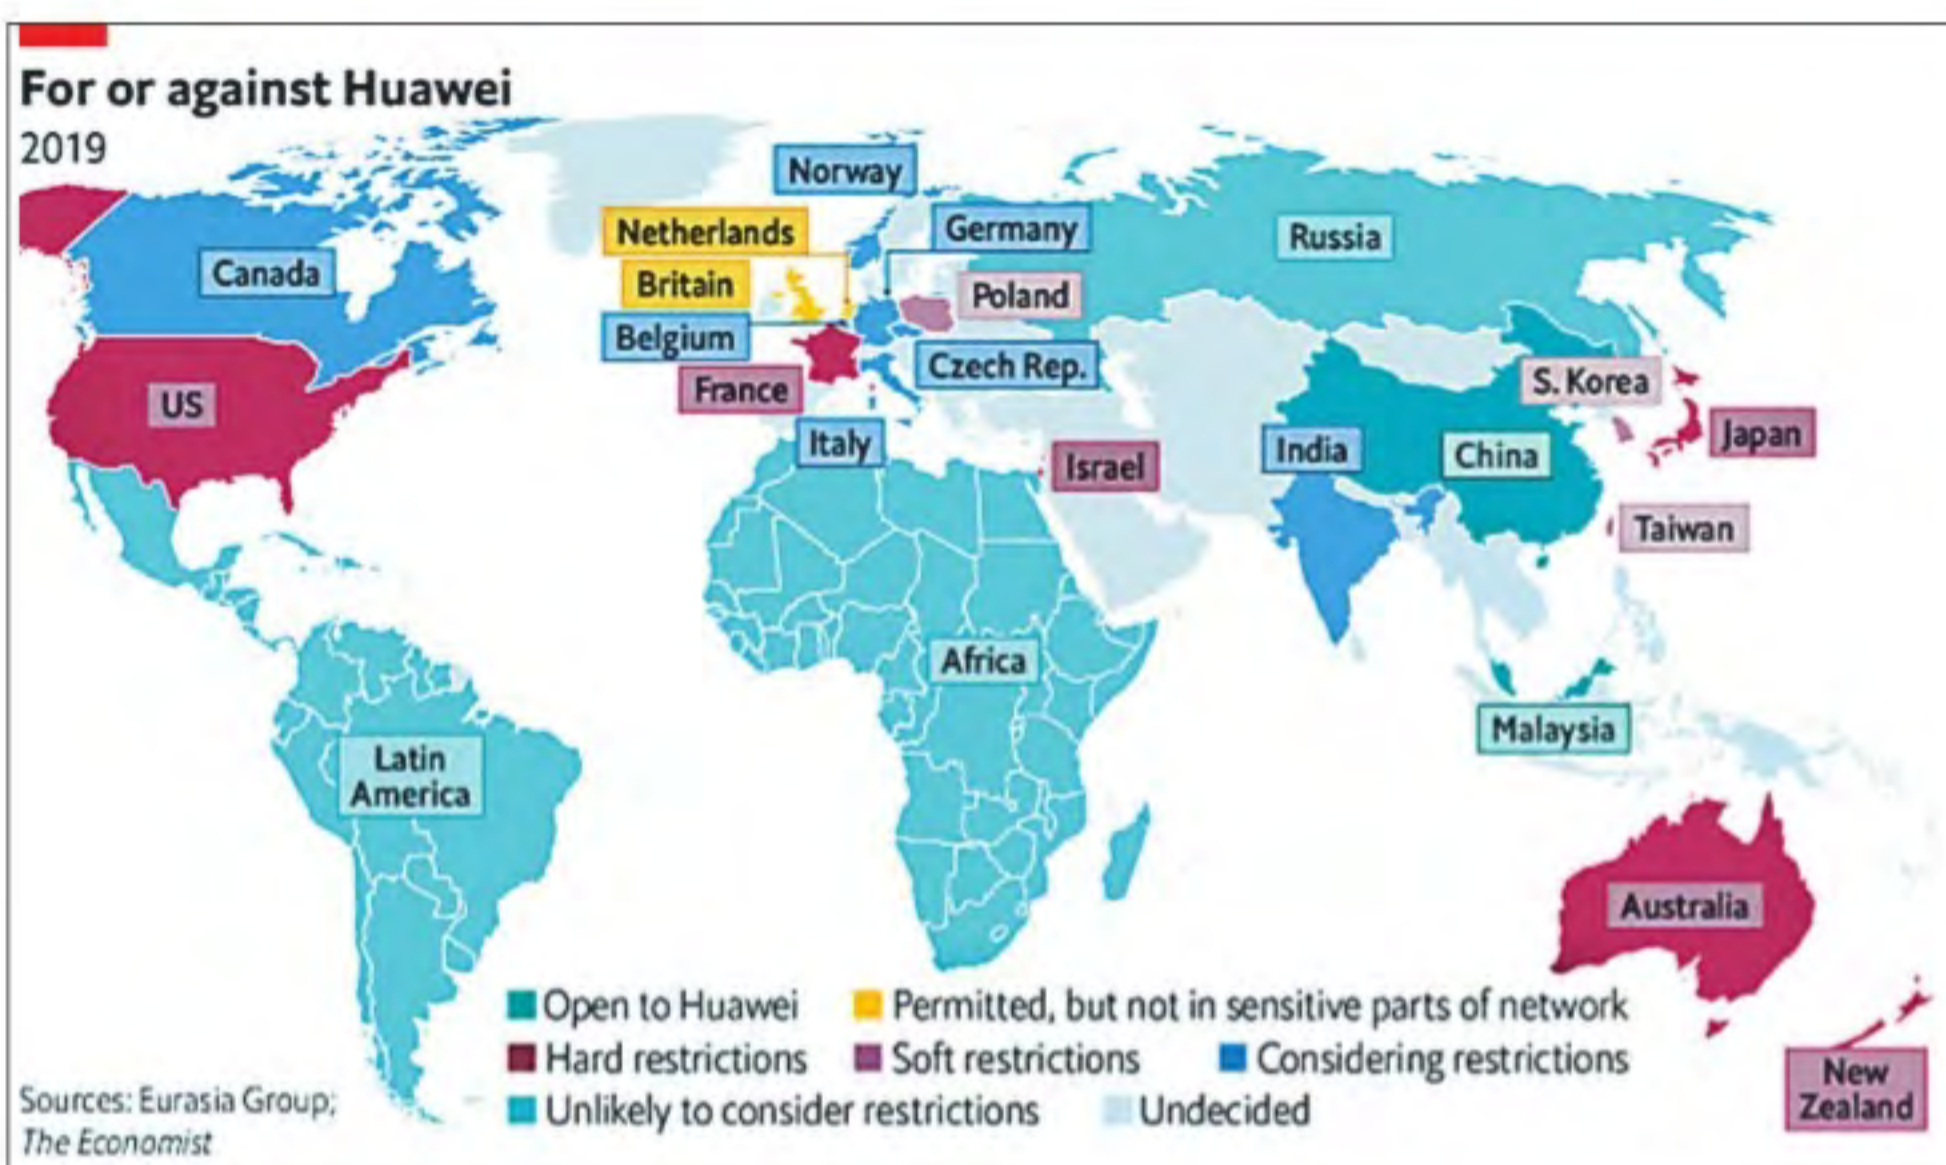 For or against Huawei
2019
Norway
Netherlands
Germany
Russia
Canada
Britain
Poland
Belgium
Czech Rep.
S. Korea
France
US
Japan
Italy
India
China
Israel
Taiwan
Africa
Malaysia
Latin
America
Australia
Open to Huawei
Permitted, but not in sensitive parts of network
Hard restrictions
Soft restrictions
Considering restrictions
Unlikely to consider restrictions
Undecided
New
Zealand
Sources: Eurasia Group;
The Economist